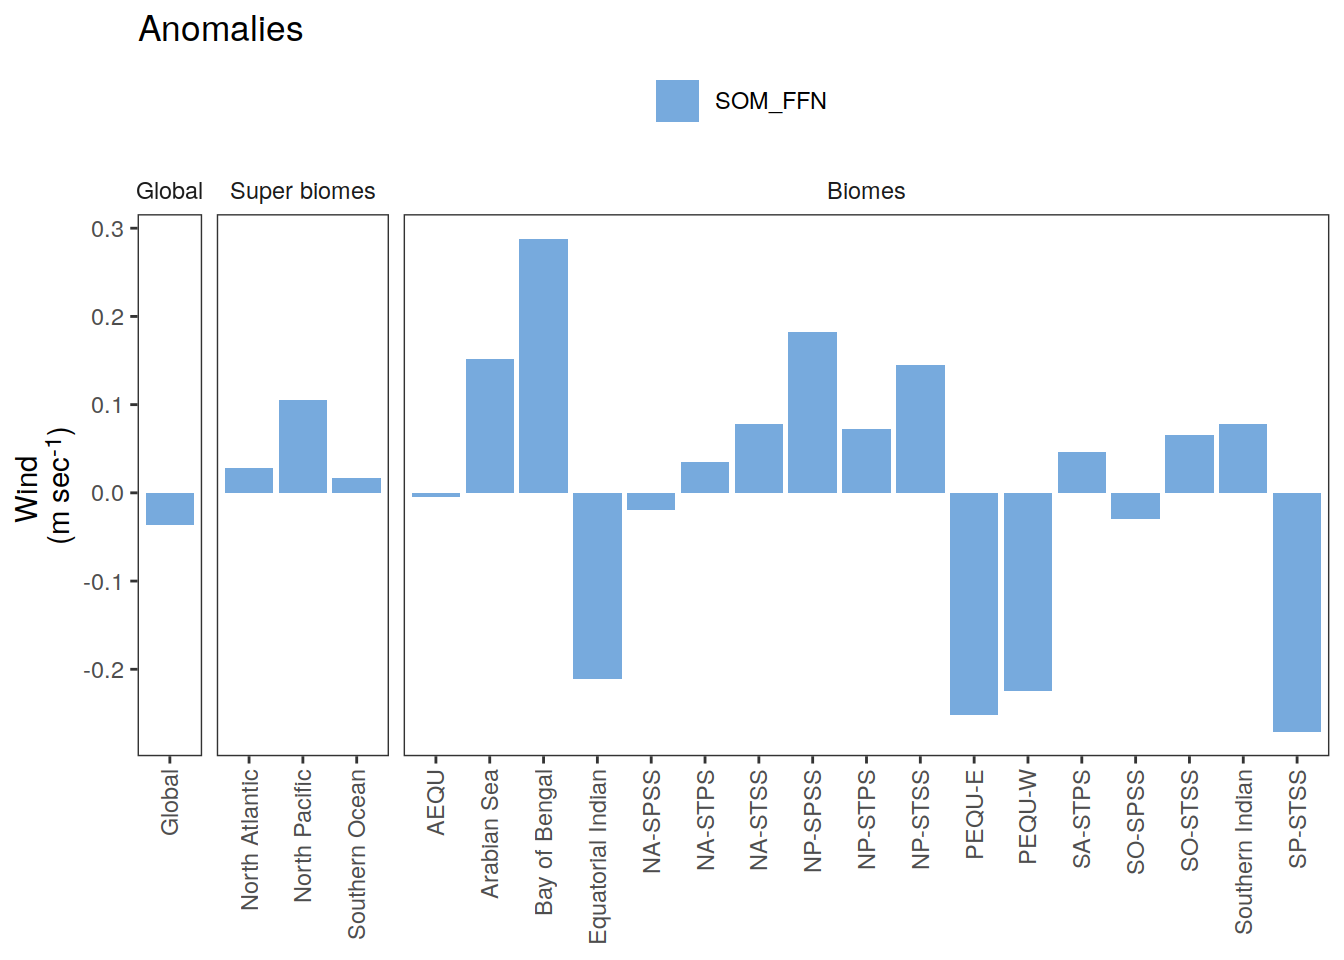 Anomalies
SOM_FFN
Global
Super biomes
Biomes
Wind
(m sec⁻¹)
0.3
0.2
0.1
0.0
-0.1
-0.2
Global
North Atlantic
North Pacific
Southern Ocean
AEQU
Arabian Sea
Bay of Bengal
Equatorial Indian
NA-SPSS
NA-STPS
NA-STSS
NP-SPSS
NP-STPS
NP-STSS
PEQU-E
PEQU-W
SA-STPS
SO-SPSS
SO-STSS
Southern Indian
SP-STSS